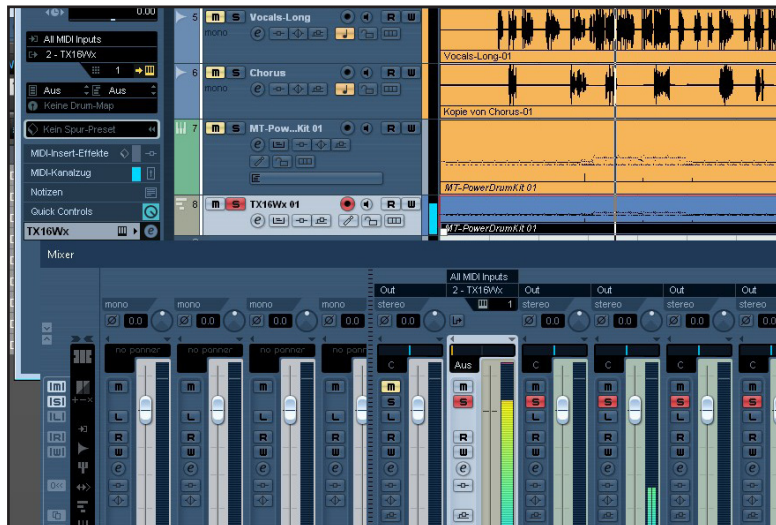 0.00
All MIDI Inputs
2 - TX16Wx
1
Aus
Aus
Keine Drum-Map
Kein Spur-Preset
MIDI-Insert-Effekte
MIDI-Kanalzug
Notizen
Quick Controls
TX16Wx
e
5 m S Vocals-Long R W
mono e
6 m S Chorus R W
mono e
7 m S MT-Pow...Kit 01 R W
e
8 m S TX16Wx 01 R W
e
Vocals-Long-01
Kopie von Chorus-01
MT-PowerDrumKit 01
MT-PowerDrumKit 01
Mixer
All MIDI Inputs
Out 2 - TX16Wx Out Out Out Out
mono mono mono mono stereo 1 stereo stereo stereo stereo
Ø 0.0 Ø 0.0 Ø 0.0 Ø 0.0 Ø 0.0 Ø 0.0 Ø 0.0 Ø 0.0 Ø 0.0
no panner no panner no panner no pann C Aus C C C C
[M] m m m m m m m m m m
[S] S S S S S S
[L] L L L L L L L L L
[R] R R R R R R R R R R
[W] W W W W W W W W W W
e e e e e e e e e e
0<<